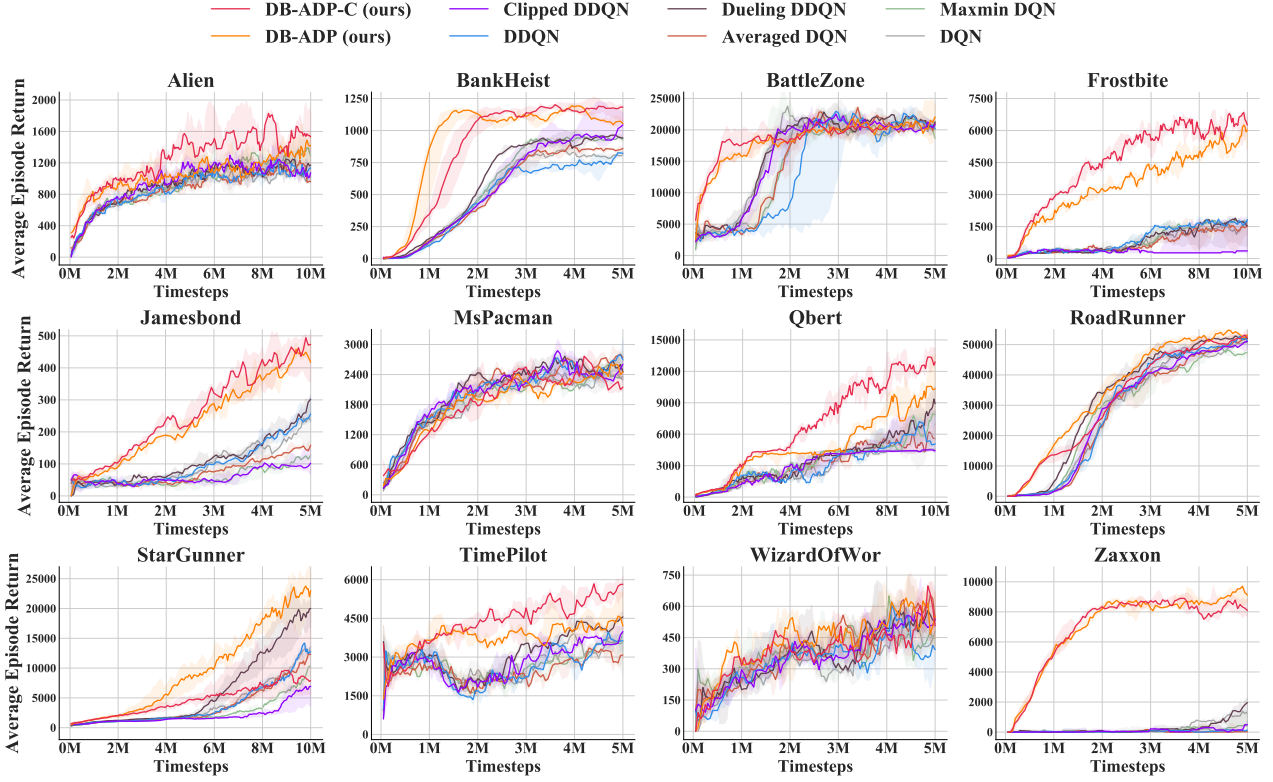 DB-ADP-C (ours) Clipped DDQN Dueling DDQN Maxmin DQN
DB-ADP (ours) DDQN Averaged DQN DQN
Alien BankHeist BattleZone Frostbite
Average Episode Return
2000 1600 1200 800 400 0
0M 2M 4M 6M 8M 10M
Timesteps
1250 1000 750 500 250 0
0M 1M 2M 3M 4M 5M
Timesteps
25000 20000 15000 10000 5000 0
0M 1M 2M 3M 4M 5M
Timesteps
7500 6000 4500 3000 1500 0
0M 2M 4M 6M 8M 10M
Timesteps
Jamesbond MsPacman Qbert RoadRunner
Average Episode Return
500 400 300 200 100 0
0M 1M 2M 3M 4M 5M
Timesteps
3000 2400 1800 1200 600 0
0M 1M 2M 3M 4M 5M
Timesteps
15000 12000 9000 6000 3000 0
0M 2M 4M 6M 8M 10M
Timesteps
50000 40000 30000 20000 10000 0
0M 1M 2M 3M 4M 5M
Timesteps
StarGunner TimePilot WizardOfWor Zaxxon
Average Episode Return
25000 20000 15000 10000 5000 0
0M 2M 4M 6M 8M 10M
Timesteps
6000 4500 3000 1500 0
0M 1M 2M 3M 4M 5M
Timesteps
750 600 450 300 150 0
0M 1M 2M 3M 4M 5M
Timesteps
10000 8000 6000 4000 2000 0
0M 1M 2M 3M 4M 5M
Timesteps